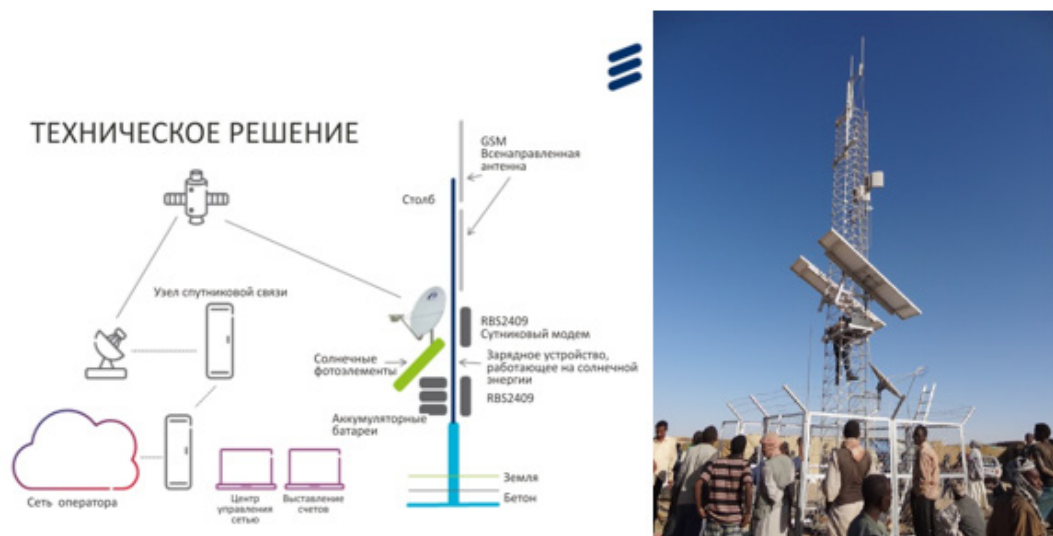 ТЕХНИЧЕСКОЕ РЕШЕНИЕ
GSM
Всенаправленная
антенна
Столб
Узел спутниковой связи
RBS2409
Сутниковый модем
Солнечные
фотоэлементы
Зарядное устройство,
работающее на солнечной
энергии
RBS2409
Аккумуляторные
батареи
Земля
Бетон
Сеть оператора
Центр
управления
сетью
Выставление
счетов